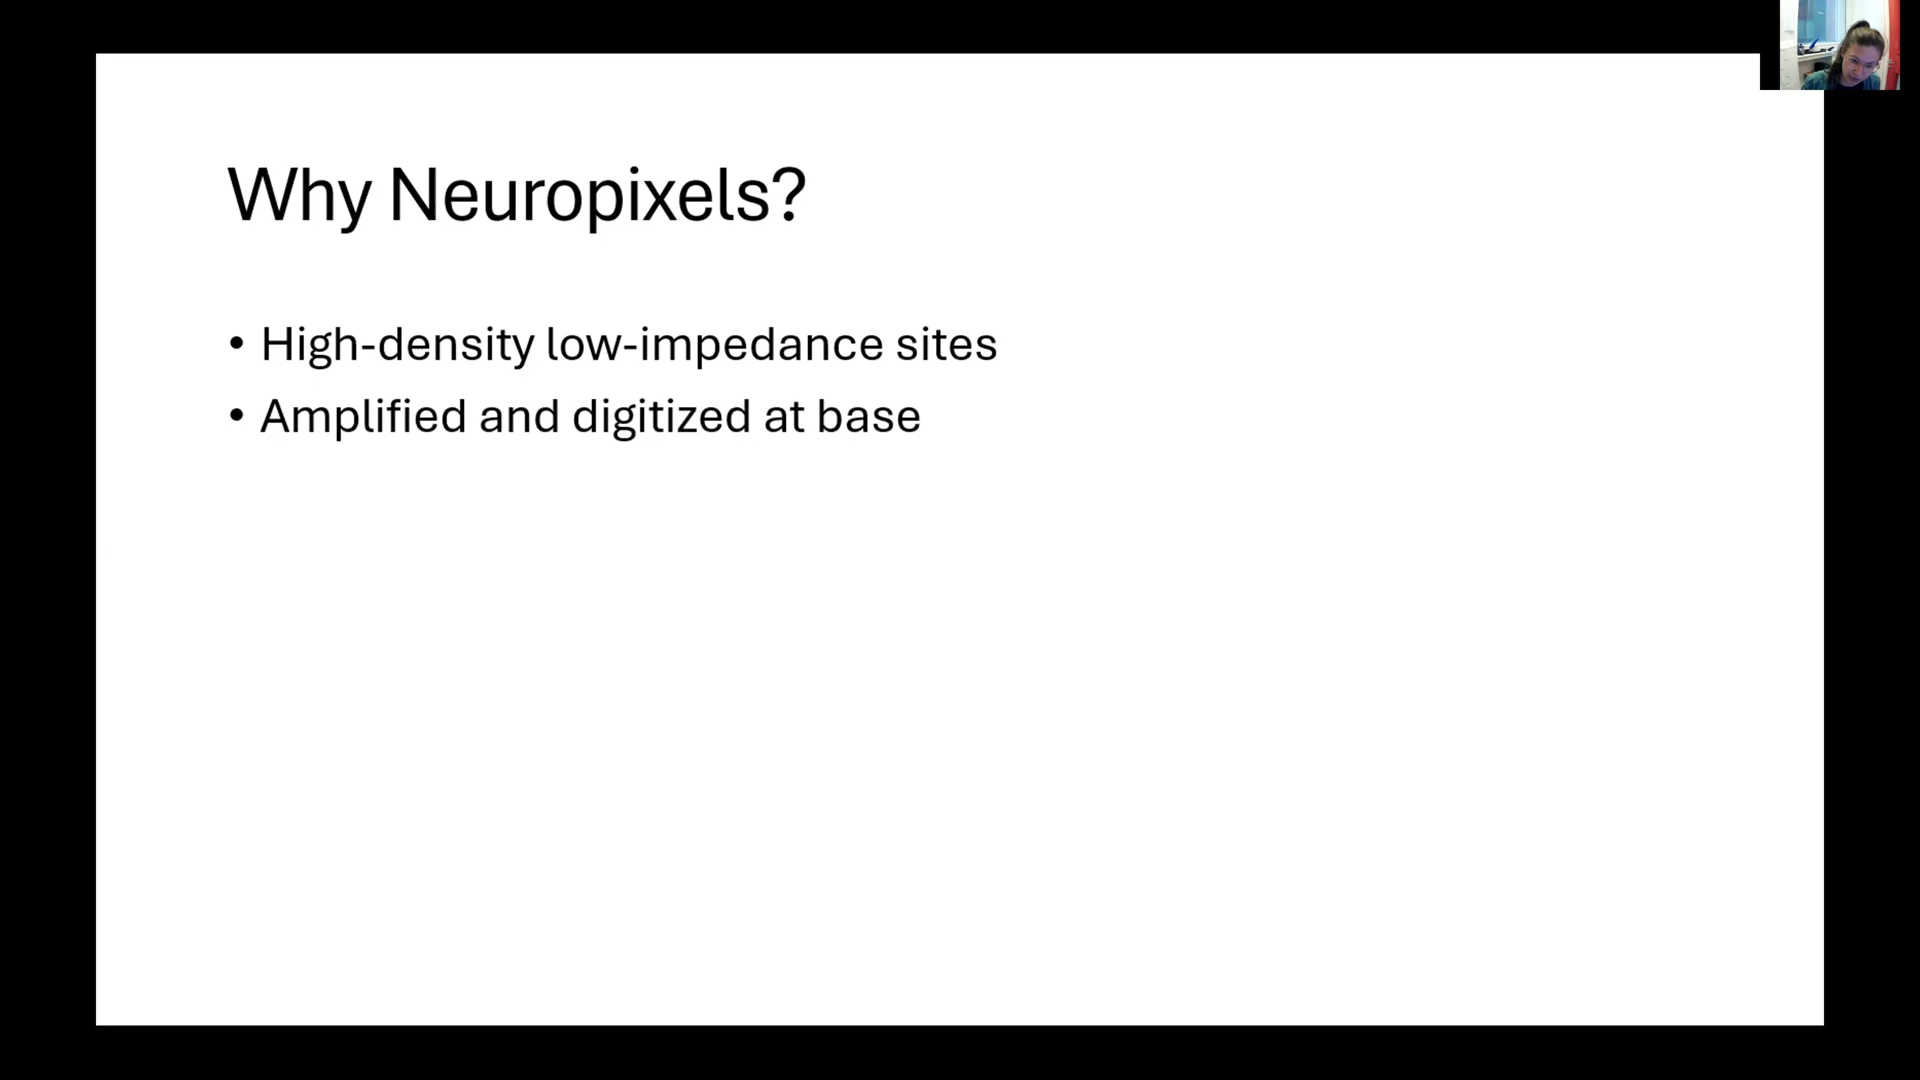 Why Neuropixels?
• High-density low-impedance sites
• Amplified and digitized at base